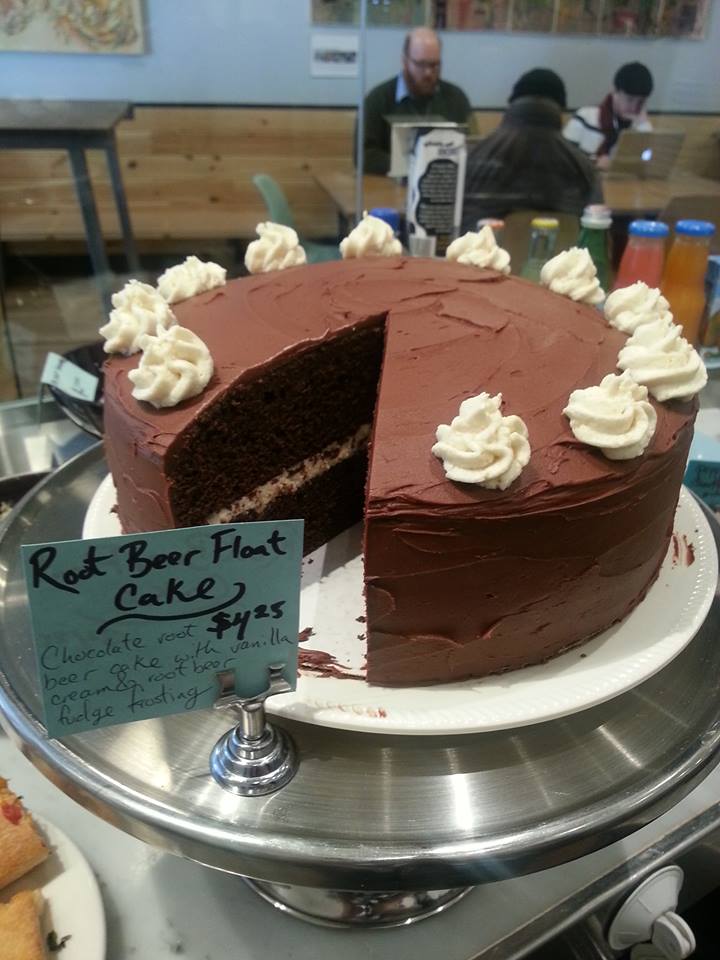 Root Beer Float
Cake
$4.25
Chocolate root
beer cake with vanilla
cream & root beer
fudge frosting